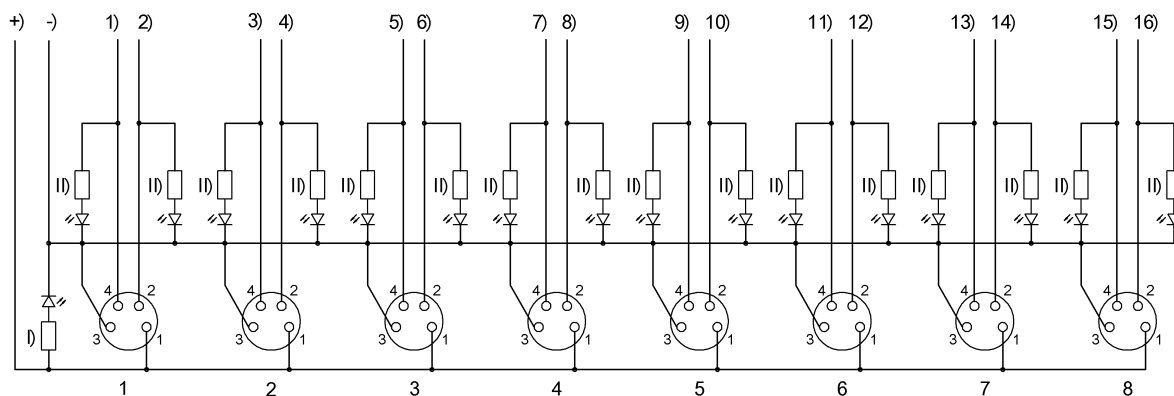 +) -) 1) 2) 3) 4) 5) 6) 7) 8) 9) 10) 11) 12) 13) 14) 15) 16)
II) II) II) II) II) II) II) II) II) II) II) II) II) II) II) II)
4 2 4 2 4 2 4 2 4 2 4 2 4 2 4 2
I) 3 1 3 1 3 1 3 1 3 1 3 1 3 1 3 1
1 2 3 4 5 6 7 8